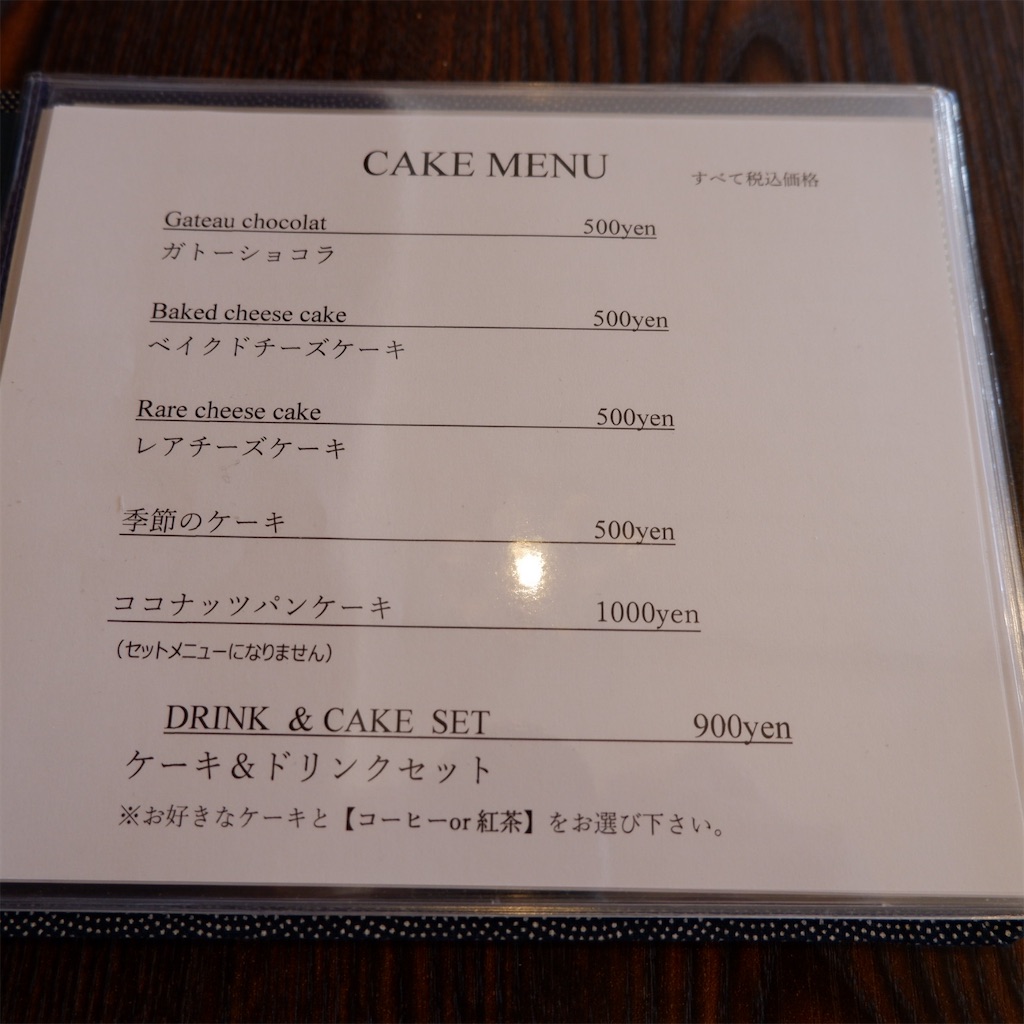 CAKE MENU すべて税込価格
Gateau chocolat 500yen
ガトーショコラ
Baked cheese cake 500yen
ベイクドチーズケーキ
Rare cheese cake 500yen
レアチーズケーキ
季節のケーキ 500yen
ココナッツパンケーキ 1000yen
（セットメニューになりません）
DRINK & CAKE SET 900yen
ケーキ＆ドリンクセット
※お好きなケーキと【コーヒーor 紅茶】をお選び下さい。